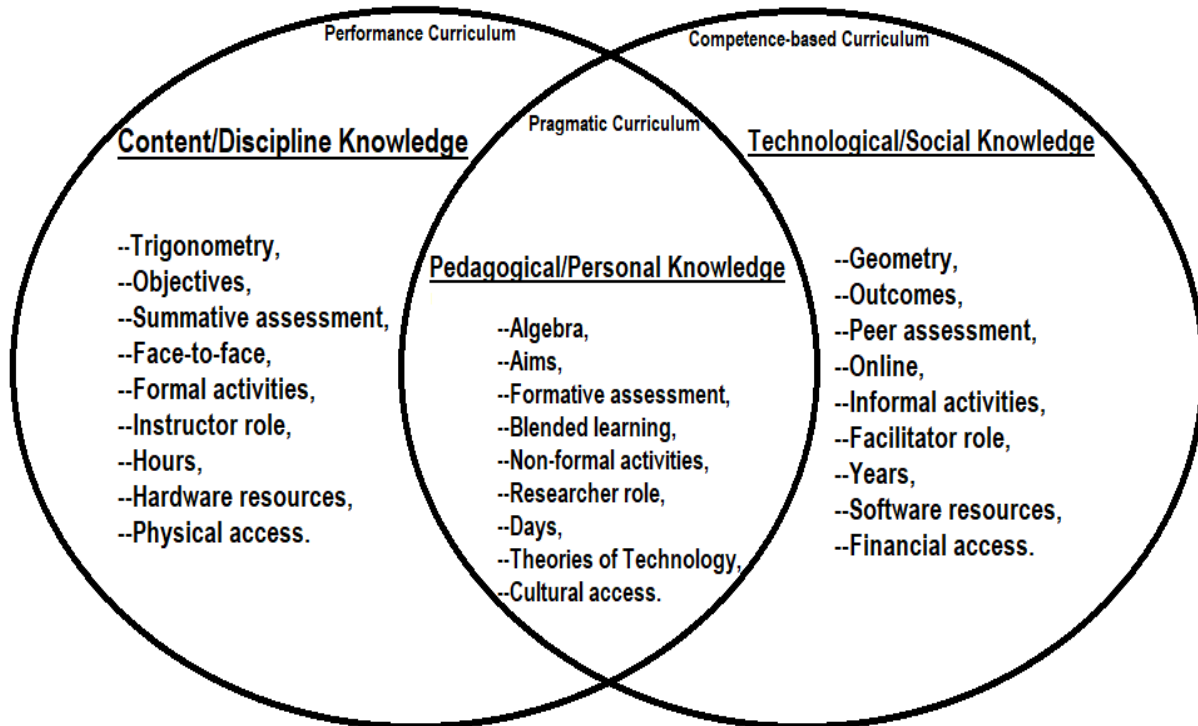 Performance Curriculum
Competence-based Curriculum
Pragmatic Curriculum
Content/Discipline Knowledge
--Trigonometry,
--Objectives,
--Summative assessment,
--Face-to-face,
--Formal activities,
--Instructor role,
--Hours,
--Hardware resources,
--Physical access.
Pedagogical/Personal Knowledge
--Algebra,
--Aims,
--Formative assessment,
--Blended learning,
--Non-formal activities,
--Researcher role,
--Days,
--Theories of Technology,
--Cultural access.
Technological/Social Knowledge
--Geometry,
--Outcomes,
--Peer assessment,
--Online,
--Informal activities,
--Facilitator role,
--Years,
--Software resources,
--Financial access.